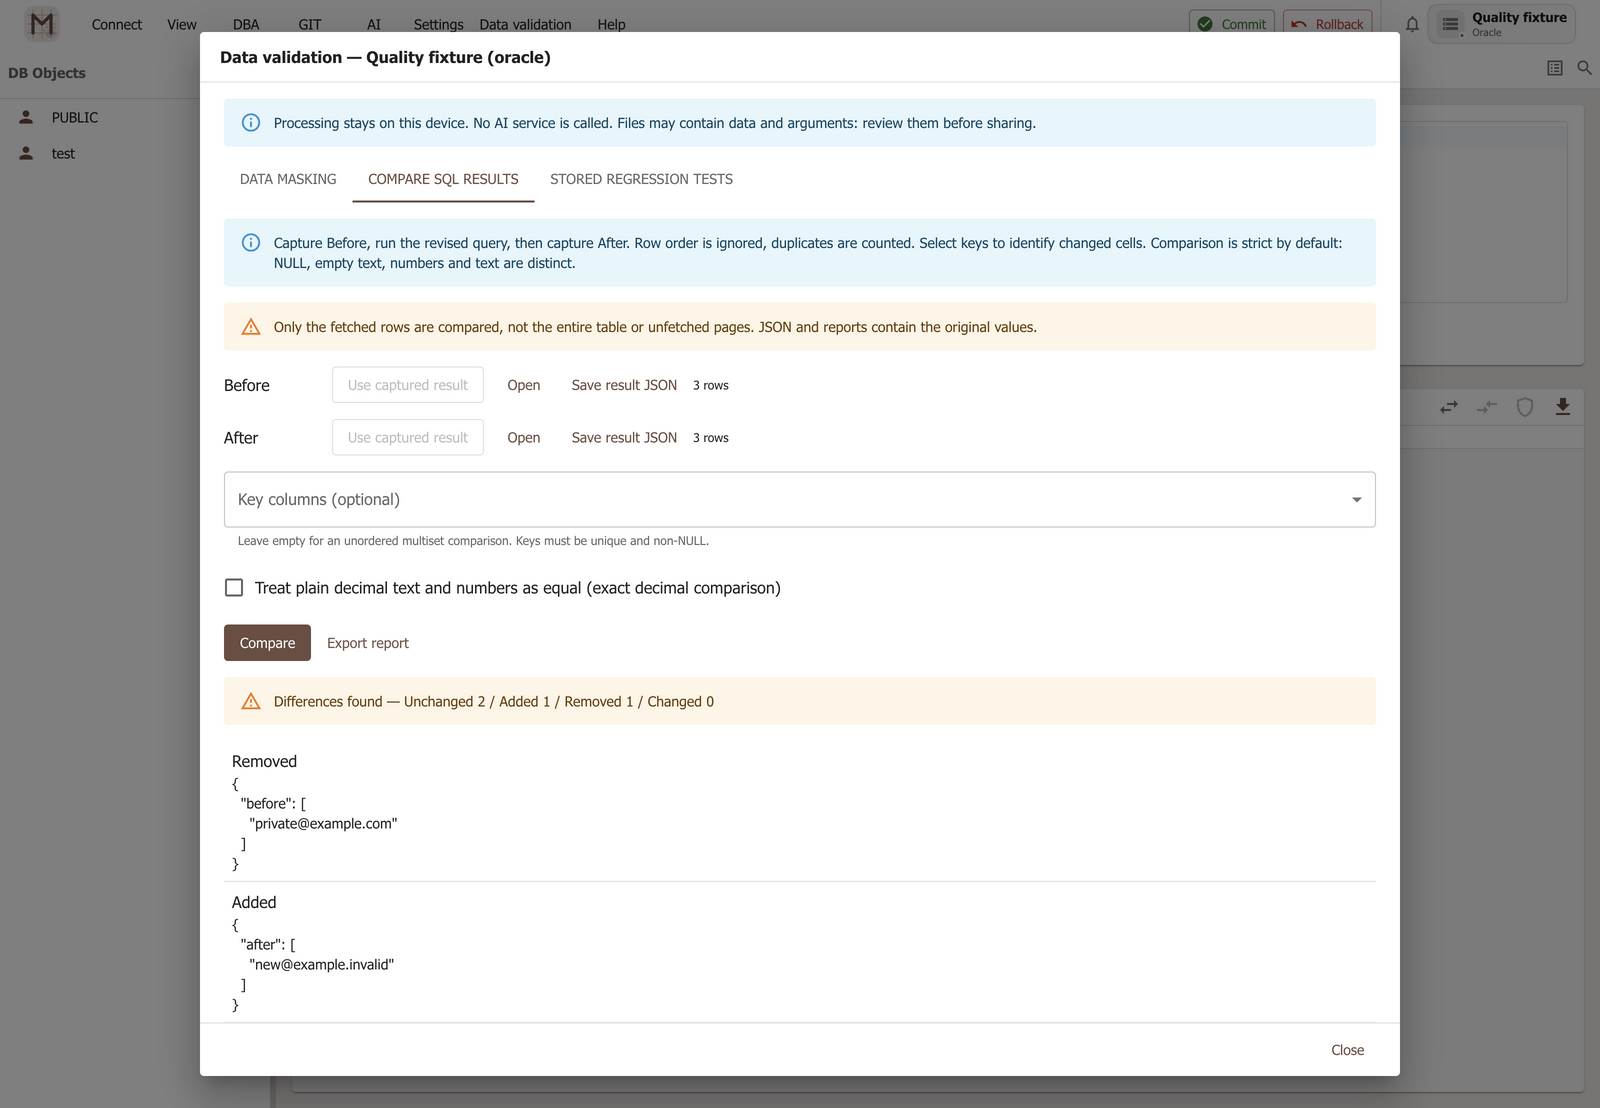 M
Connect View DBA GIT AI Settings Data validation Help
Commit Rollback
Quality fixture
Oracle
DB Objects
PUBLIC
test
Data validation — Quality fixture (oracle)
Processing stays on this device. No AI service is called. Files may contain data and arguments: review them before sharing.
DATA MASKING COMPARE SQL RESULTS STORED REGRESSION TESTS
Capture Before, run the revised query, then capture After. Row order is ignored, duplicates are counted. Select keys to identify changed cells. Comparison is strict by default:
NULL, empty text, numbers and text are distinct.
Only the fetched rows are compared, not the entire table or unfetched pages. JSON and reports contain the original values.
Before Use captured result Open Save result JSON 3 rows
After Use captured result Open Save result JSON 3 rows
Key columns (optional)
Leave empty for an unordered multiset comparison. Keys must be unique and non-NULL.
Treat plain decimal text and numbers as equal (exact decimal comparison)
Compare Export report
Differences found — Unchanged 2 / Added 1 / Removed 1 / Changed 0
Removed
{
"before": [
"private@example.com"
]
}
Added
{
"after": [
"new@example.invalid"
]
}
Close